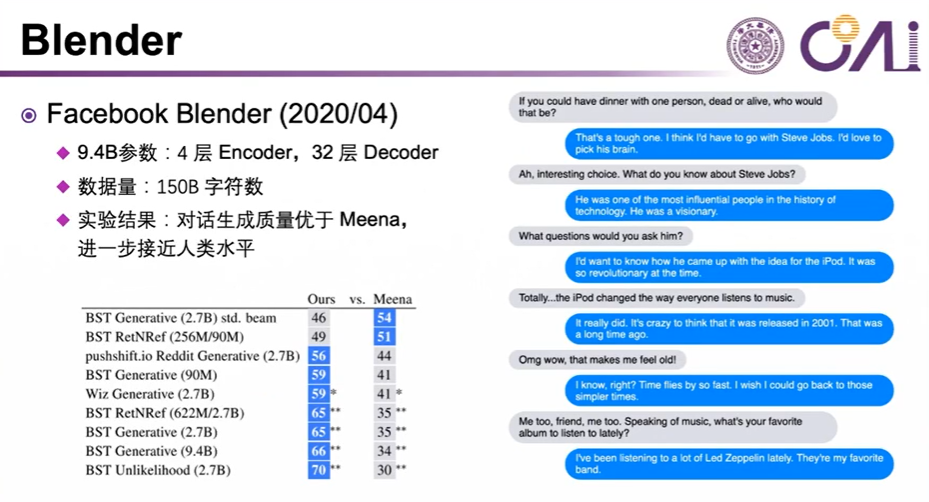 Blender
Facebook Blender (2020/04)
9.4B参数：4 层 Encoder，32 层 Decoder
数据量：150B 字符数
实验结果：对话生成质量优于 Meena，
进一步接近人类水平
Ours vs. Meena
BST Generative (2.7B) std. beam 46 54
BST RetNRef (256M/90M) 49 51
pushshift.io Reddit Generative (2.7B) 56 44
BST Generative (90M) 59 41
Wiz Generative (2.7B) 59 * 41 *
BST RetNRef (622M/2.7B) 65 ** 35 **
BST Generative (2.7B) 65 ** 35 **
BST Generative (9.4B) 66 ** 34 **
BST Unlikelihood (2.7B) 70 ** 30 **
COAI
If you could have dinner with one person, dead or alive, who would
that be?
That's a tough one. I think I'd have to go with Steve Jobs. I'd love to
pick his brain.
Ah, interesting choice. What do you know about Steve Jobs?
He was one of the most influential people in the history of
technology. He was a visionary.
What questions would you ask him?
I'd want to know how he came up with the idea for the iPod. It was
so revolutionary at the time.
Totally...the iPod changed the way everyone listens to music.
It really did. It's crazy to think that it was released in 2001. That was
a long time ago.
Omg wow, that makes me feel old!
I know, right? Time flies by so fast. I wish I could go back to those
simpler times.
Me too, friend, me too. Speaking of music, what's your favorite
album to listen to lately?
I've been listening to a lot of Led Zeppelin lately. They're my favorite
band.